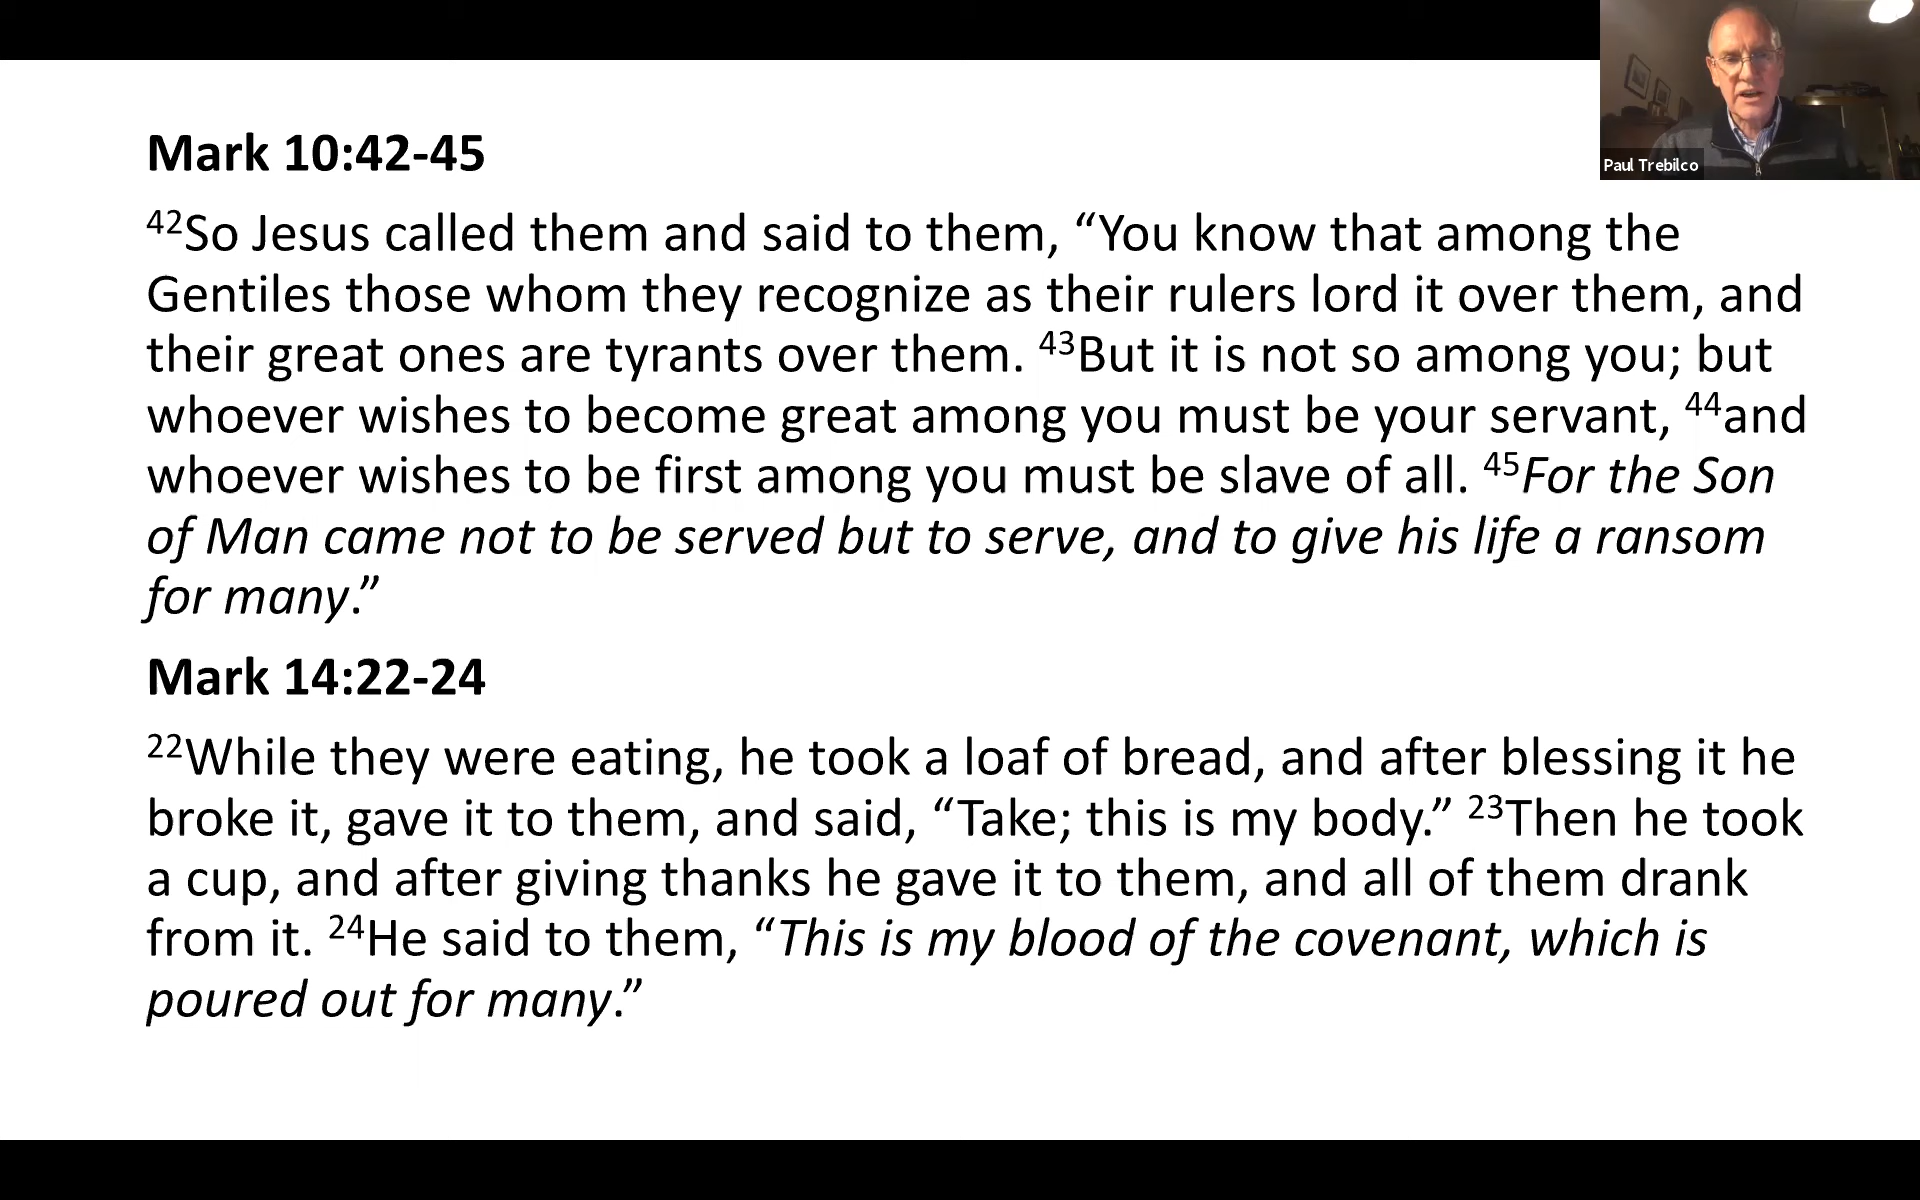 Paul Trebilco
Mark 10:42-45
42So Jesus called them and said to them, “You know that among the
Gentiles those whom they recognize as their rulers lord it over them, and
their great ones are tyrants over them. 43But it is not so among you; but
whoever wishes to become great among you must be your servant, 44and
whoever wishes to be first among you must be slave of all. 45For the Son
of Man came not to be served but to serve, and to give his life a ransom
for many.”
Mark 14:22-24
22While they were eating, he took a loaf of bread, and after blessing it he
broke it, gave it to them, and said, “Take; this is my body.” 23Then he took
a cup, and after giving thanks he gave it to them, and all of them drank
from it. 24He said to them, “This is my blood of the covenant, which is
poured out for many.”